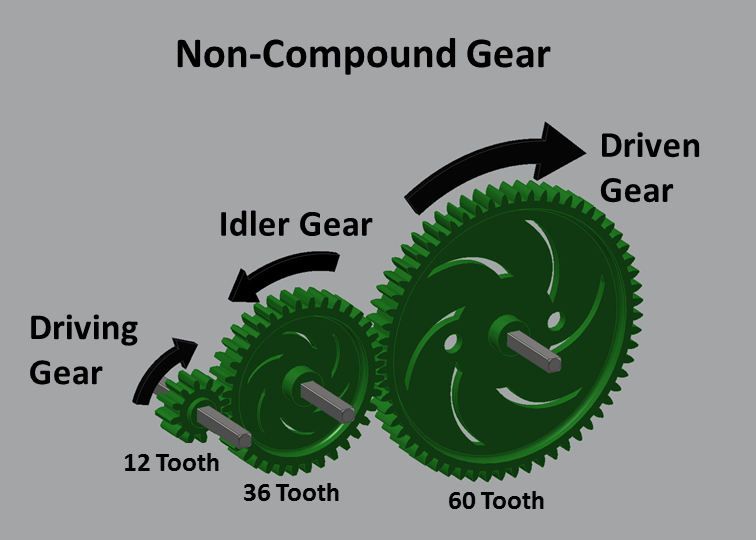 Non-Compound Gear
Driven
Gear
Idler Gear
Driving
Gear
12 Tooth
36 Tooth
60 Tooth